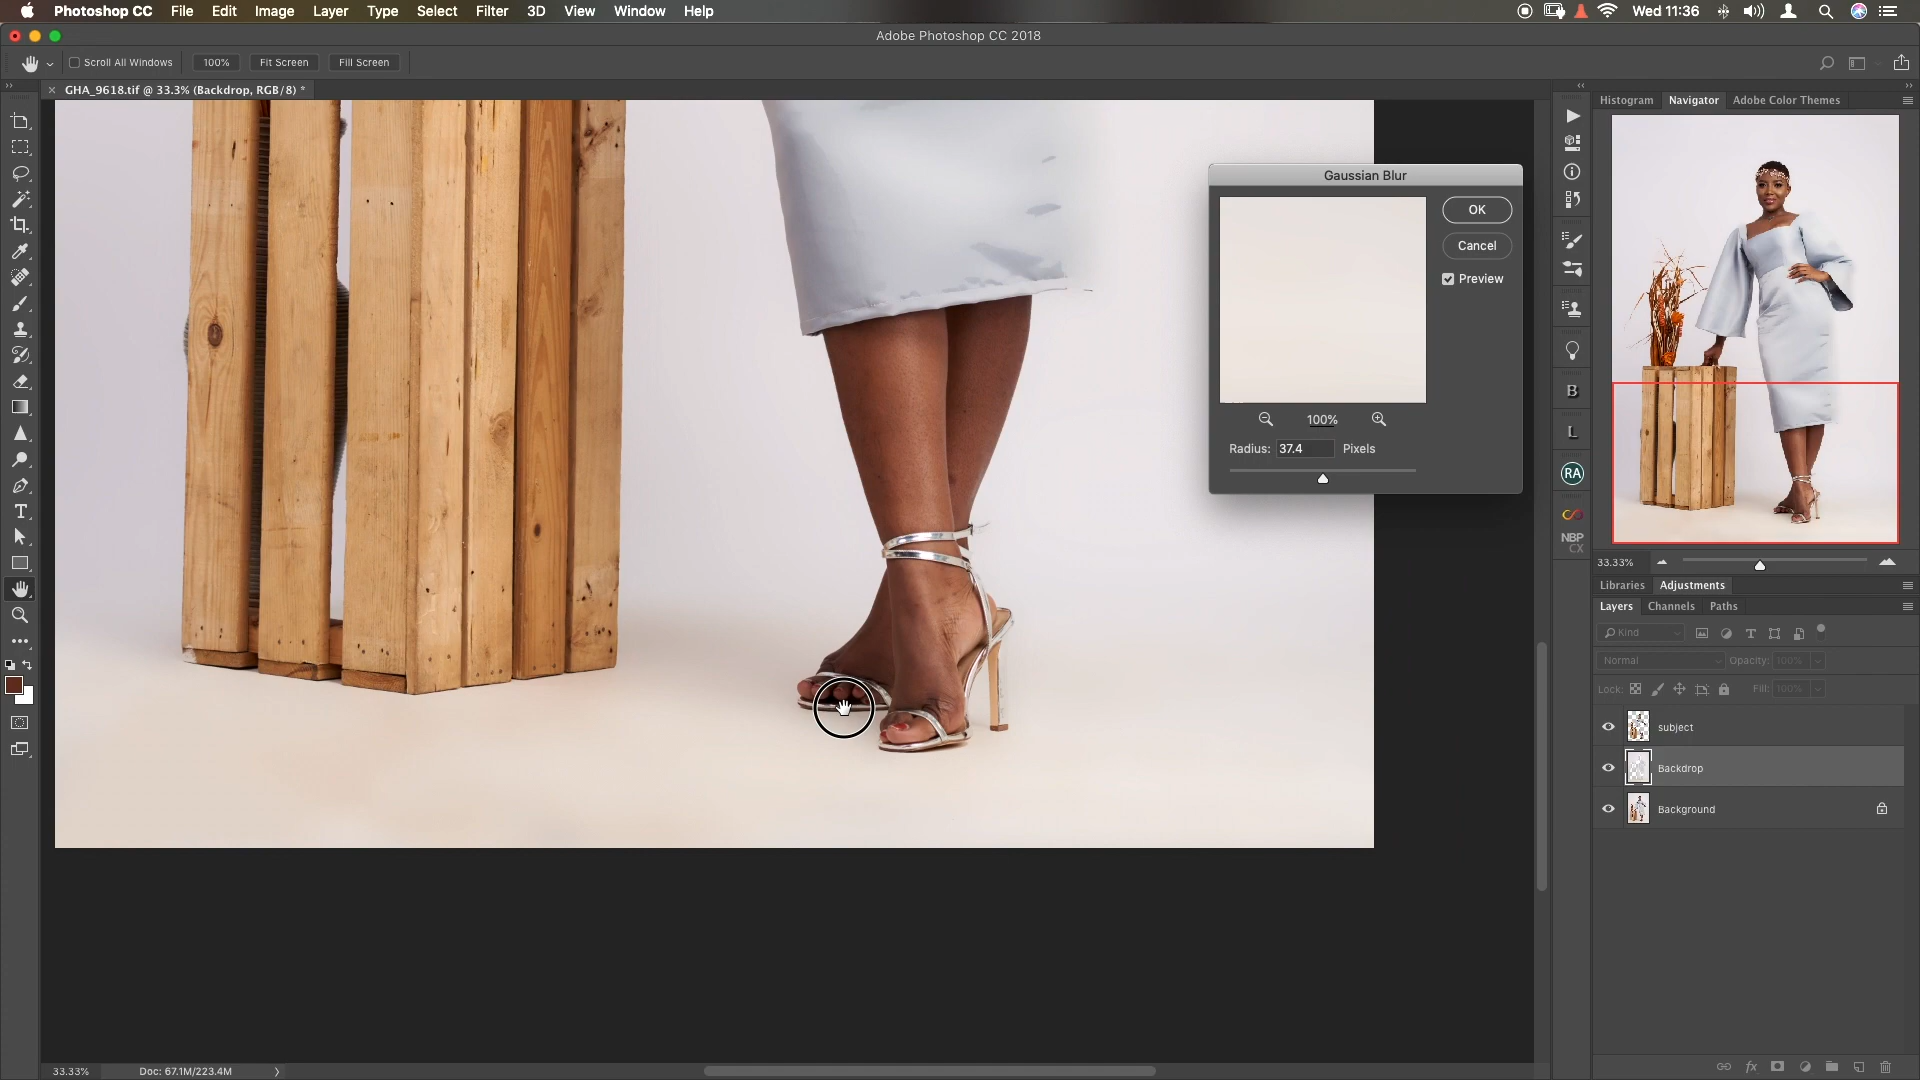 Photoshop CC File Edit Image Layer Type Select Filter 3D View Window Help Wed 11:36
Adobe Photoshop CC 2018
Scroll All Windows 100% Fit Screen Fill Screen
GHA_9618.tif @ 33.3% (Backdrop, RGB/8) *
Histogram Navigator Adobe Color Themes
Gaussian Blur
OK
Cancel
Preview
100%
Radius: 37.4 Pixels
B
L
RA
NBP
CX
33.33%
Libraries Adjustments
Layers Channels Paths
Kind
Normal Opacity: 100%
Lock: Fill: 100%
subject
Backdrop
Background
33.33% Doc: 67.1M/223.4M